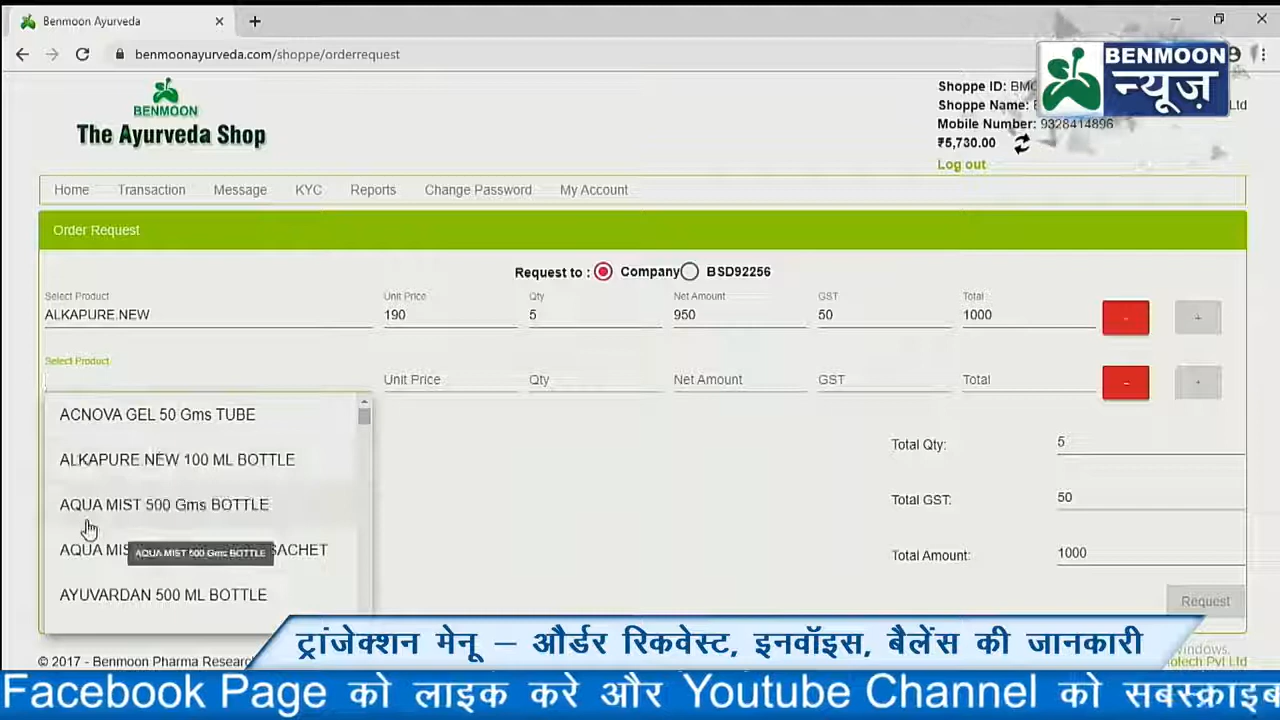 Benmoon Ayurveda
benmoonayurveda.com/shoppe/orderrequest
BENMOON
न्यूज़
BENMOON
The Ayurveda Shop
Shoppe ID:
Shoppe Name: Ltd
Mobile Number: 9328414896
₹5,730.00
Log out
Home Transaction Message KYC Reports Change Password My Account
Order Request
Request to : Company BSD92256
Select Product Unit Price Qty Net Amount GST Total
ALKAPURE NEW 190 5 950 50 1000 - +
Select Product
Unit Price Qty Net Amount GST Total - +
ACNOVA GEL 50 Gms TUBE
ALKAPURE NEW 100 ML BOTTLE
AQUA MIST 500 Gms BOTTLE
AQUA SACHET
AQUA MIST 500 Gms BOTTLE
AYUVARDAN 500 ML BOTTLE
Total Qty: 5
Total GST: 50
Total Amount: 1000
Request
ट्रांजेक्शन मेनू – और्डर रिकवेस्ट, इनवॉइस, बैलेंस की जानकारी
© 2017 - Benmoon Pharma Pvt Ltd
Facebook Page को लाइक करे और Youtube Channel को सबस्क्राइब